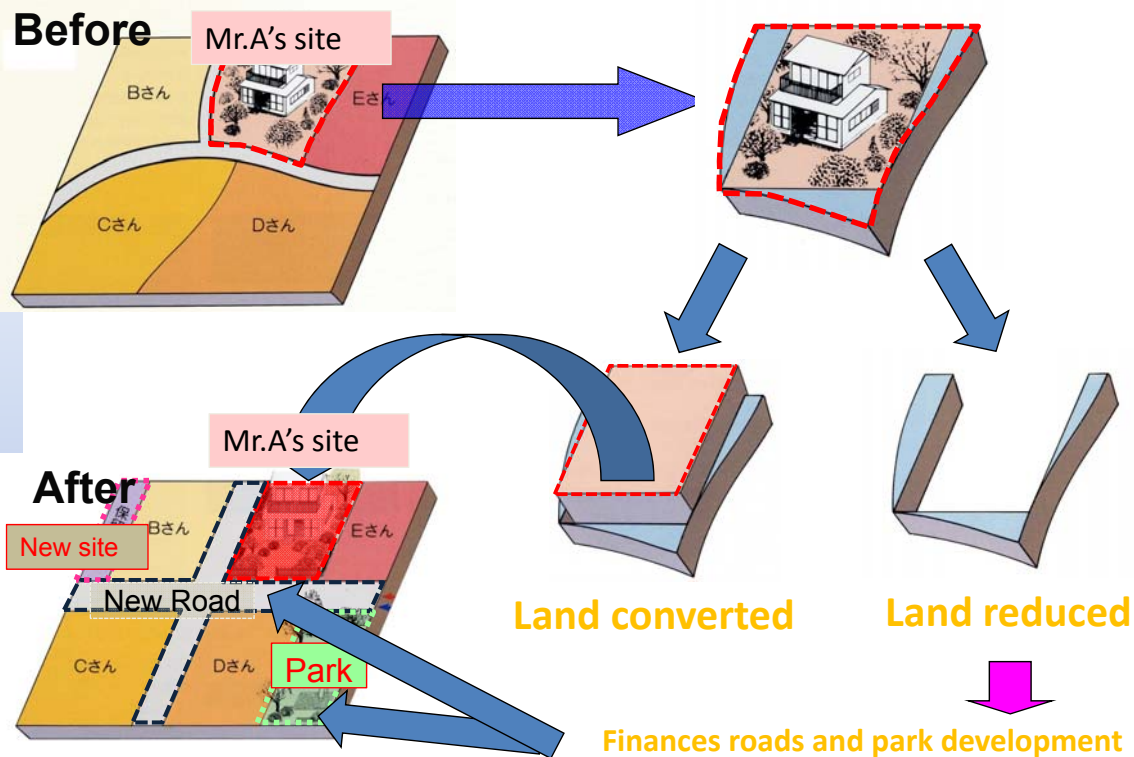 Before
Mr.A's site
Bさん
Eさん
Cさん
Dさん
Mr.A's site
After
Bさん
Eさん
New site
New Road
Cさん
Dさん
Park
Land converted
Land reduced
Finances roads and park development